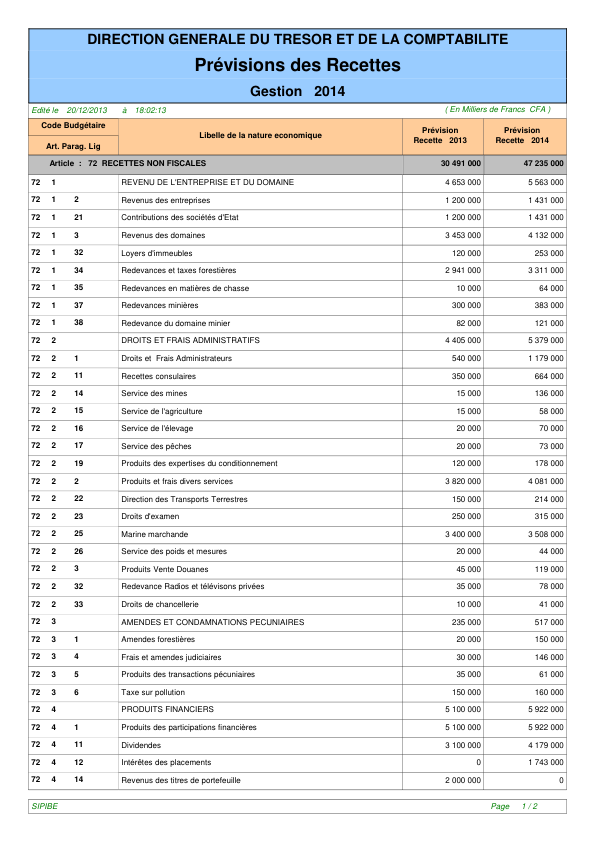 DIRECTION GENERALE DU TRESOR ET DE LA COMPTABILITE
Prévisions des Recettes
Gestion 2014
Edité le 20/12/2013 à 18:02:13 ( En Milliers de Francs CFA )
Code Budgétaire
Art. Parag. Lig
Libelle de la nature economique
Prévision Recette 2013
Prévision Recette 2014
Article : 72 RECETTES NON FISCALES 30 491 000 47 235 000
72 1 REVENU DE L'ENTREPRISE ET DU DOMAINE 4 653 000 5 563 000
72 1 2 Revenus des entreprises 1 200 000 1 431 000
72 1 21 Contributions des sociétés d'Etat 1 200 000 1 431 000
72 1 3 Revenus des domaines 3 453 000 4 132 000
72 1 32 Loyers d'immeubles 120 000 253 000
72 1 34 Redevances et taxes forestières 2 941 000 3 311 000
72 1 35 Redevances en matières de chasse 10 000 64 000
72 1 37 Redevances minières 300 000 383 000
72 1 38 Redevance du domaine minier 82 000 121 000
72 2 DROITS ET FRAIS ADMINISTRATIFS 4 405 000 5 379 000
72 2 1 Droits et Frais Administrateurs 540 000 1 179 000
72 2 11 Recettes consulaires 350 000 664 000
72 2 14 Service des mines 15 000 136 000
72 2 15 Service de l'agriculture 15 000 58 000
72 2 16 Service de l'élevage 20 000 70 000
72 2 17 Service des pêches 20 000 73 000
72 2 19 Produits des expertises du conditionnement 120 000 178 000
72 2 2 Produits et frais divers services 3 820 000 4 081 000
72 2 22 Direction des Transports Terrestres 150 000 214 000
72 2 23 Droits d'examen 250 000 315 000
72 2 25 Marine marchande 3 400 000 3 508 000
72 2 26 Service des poids et mesures 20 000 44 000
72 2 3 Produits Vente Douanes 45 000 119 000
72 2 32 Redevance Radios et télévisons privées 35 000 78 000
72 2 33 Droits de chancellerie 10 000 41 000
72 3 AMENDES ET CONDAMNATIONS PECUNIAIRES 235 000 517 000
72 3 1 Amendes forestières 20 000 150 000
72 3 4 Frais et amendes judiciaires 30 000 146 000
72 3 5 Produits des transactions pécuniaires 35 000 61 000
72 3 6 Taxe sur pollution 150 000 160 000
72 4 PRODUITS FINANCIERS 5 100 000 5 922 000
72 4 1 Produits des participations financières 5 100 000 5 922 000
72 4 11 Dividendes 3 100 000 4 179 000
72 4 12 Intérêtes des placements 0 1 743 000
72 4 14 Revenus des titres de portefeuille 2 000 000 0
SIPIBE Page 1 / 2